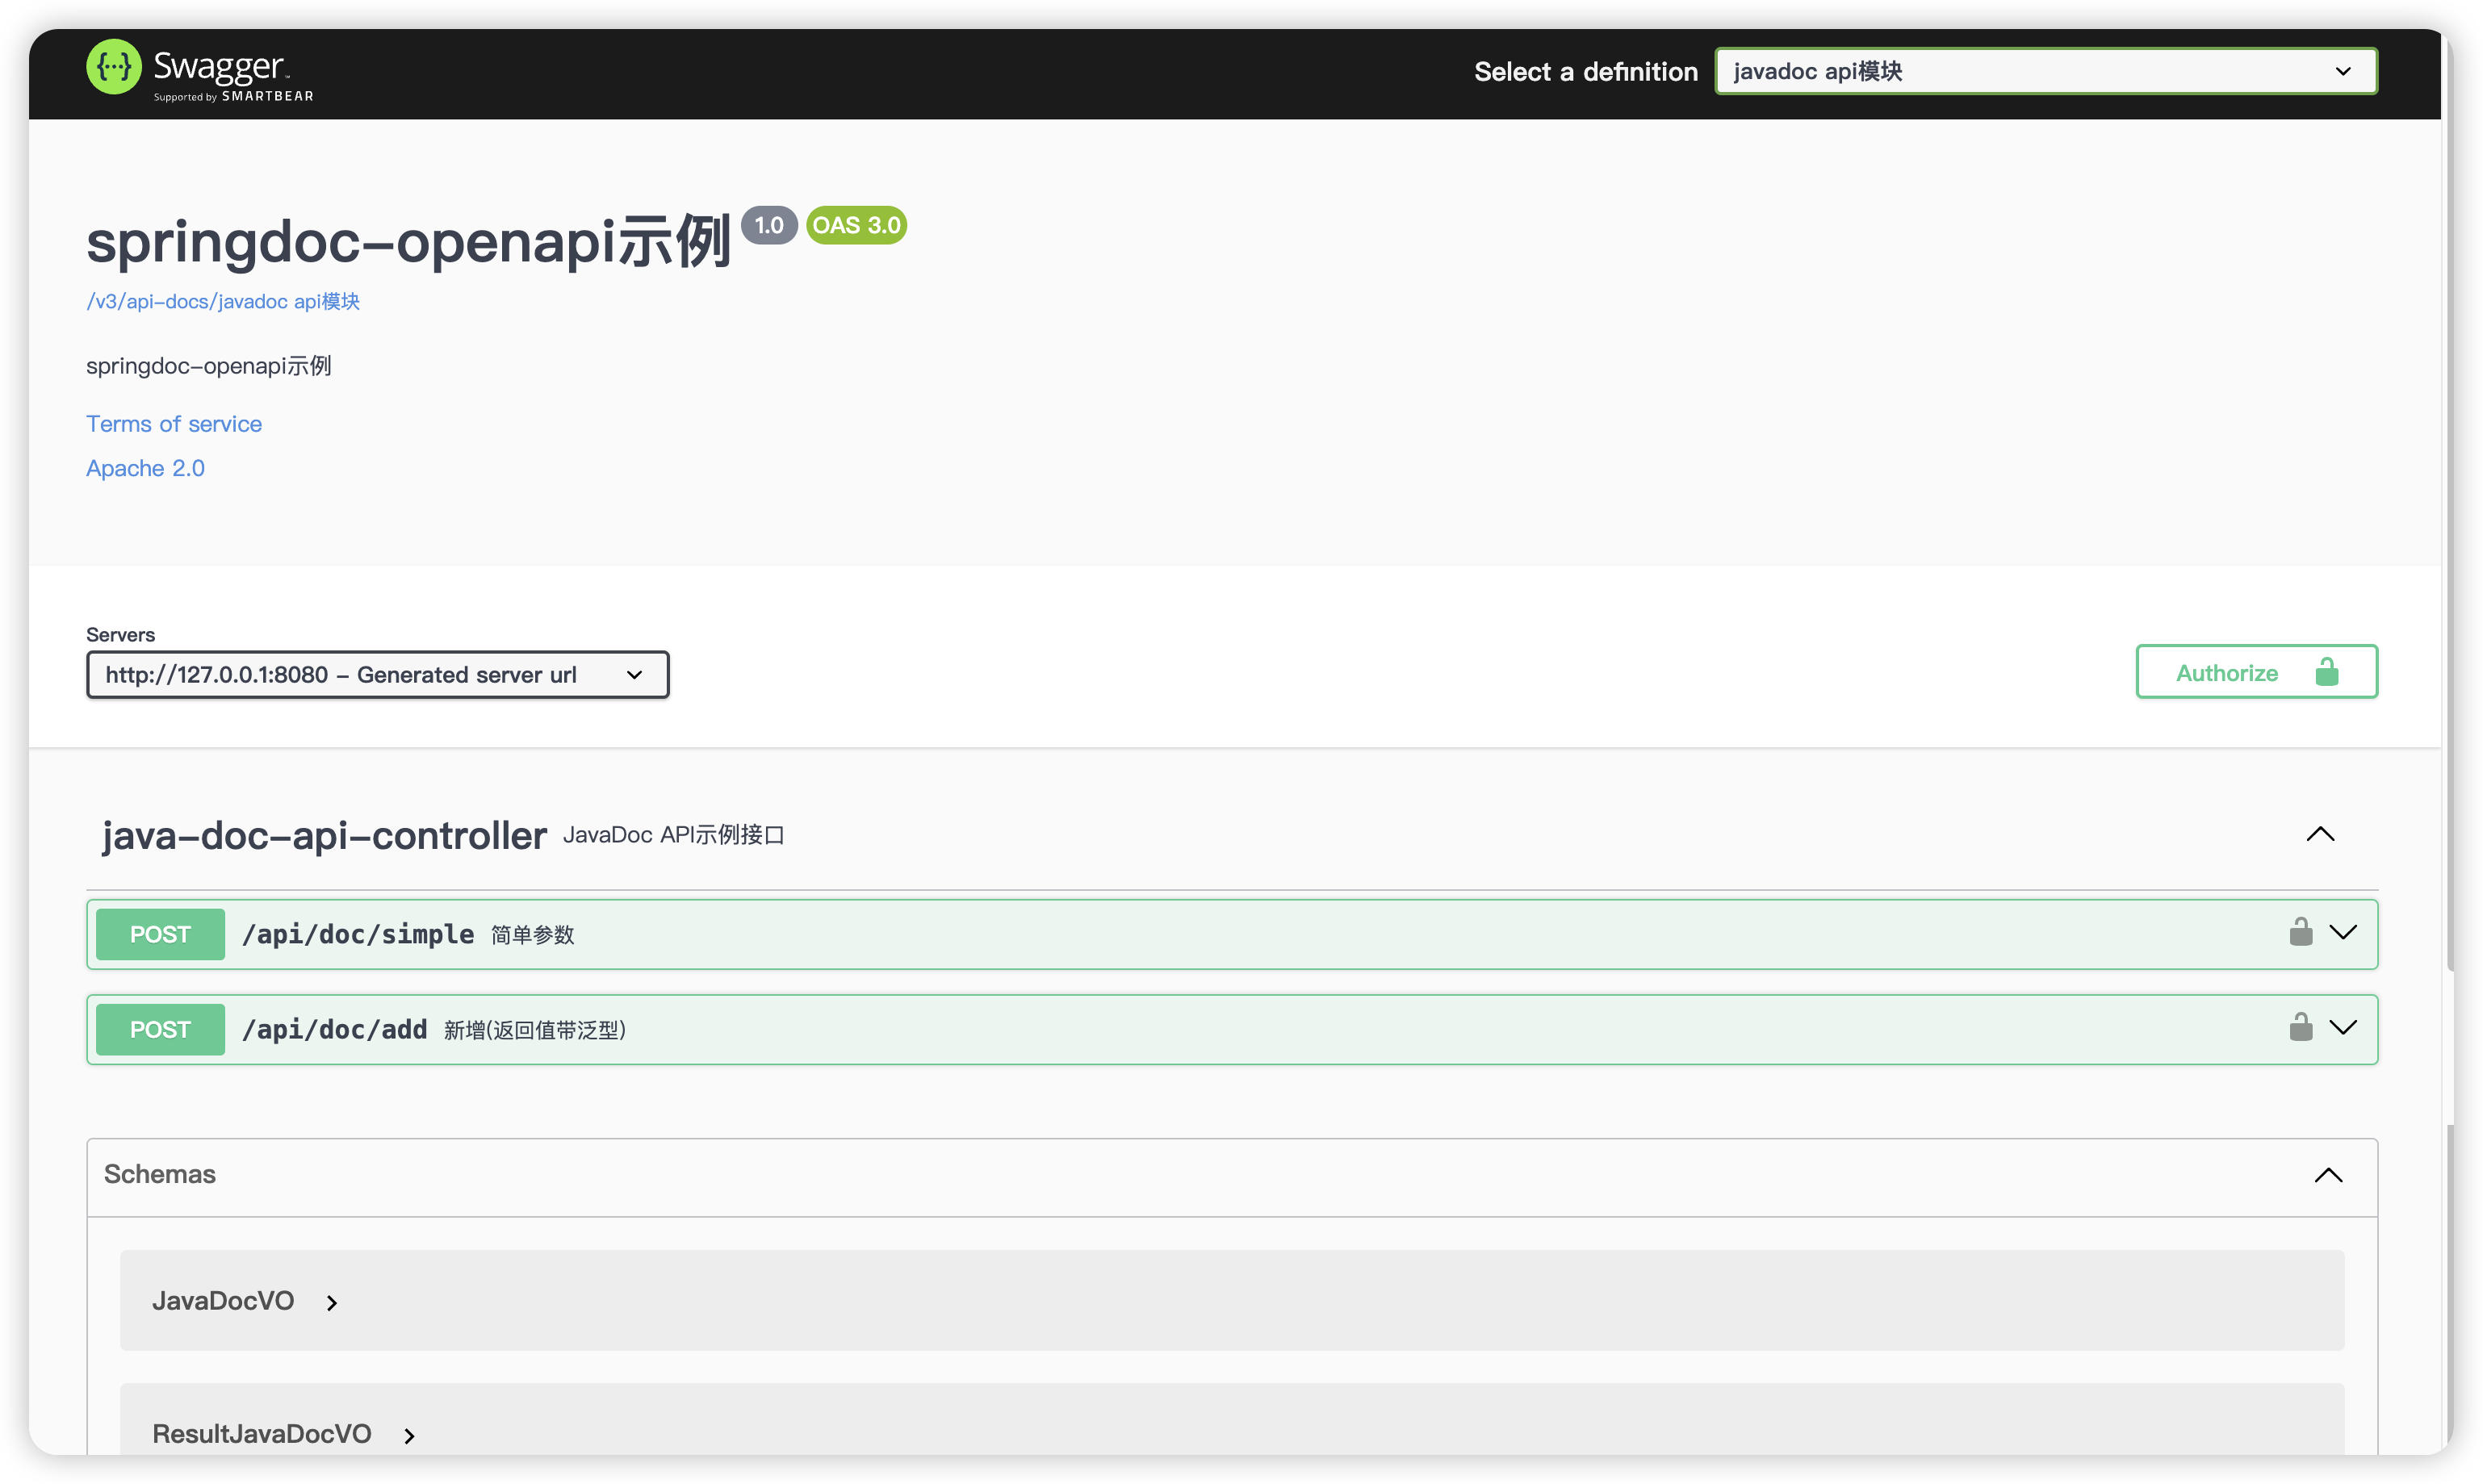 Swagger
Supported by SMARTBEAR
Select a definition
javadoc api模块
springdoc-openapi示例 1.0 OAS 3.0
/v3/api-docs/javadoc api模块
springdoc-openapi示例
Terms of service
Apache 2.0
Servers
http://127.0.0.1:8080 - Generated server url
Authorize
java-doc-api-controller JavaDoc API示例接口
POST /api/doc/simple 简单参数
POST /api/doc/add 新增(返回值带泛型)
Schemas
JavaDocVO
ResultJavaDocVO